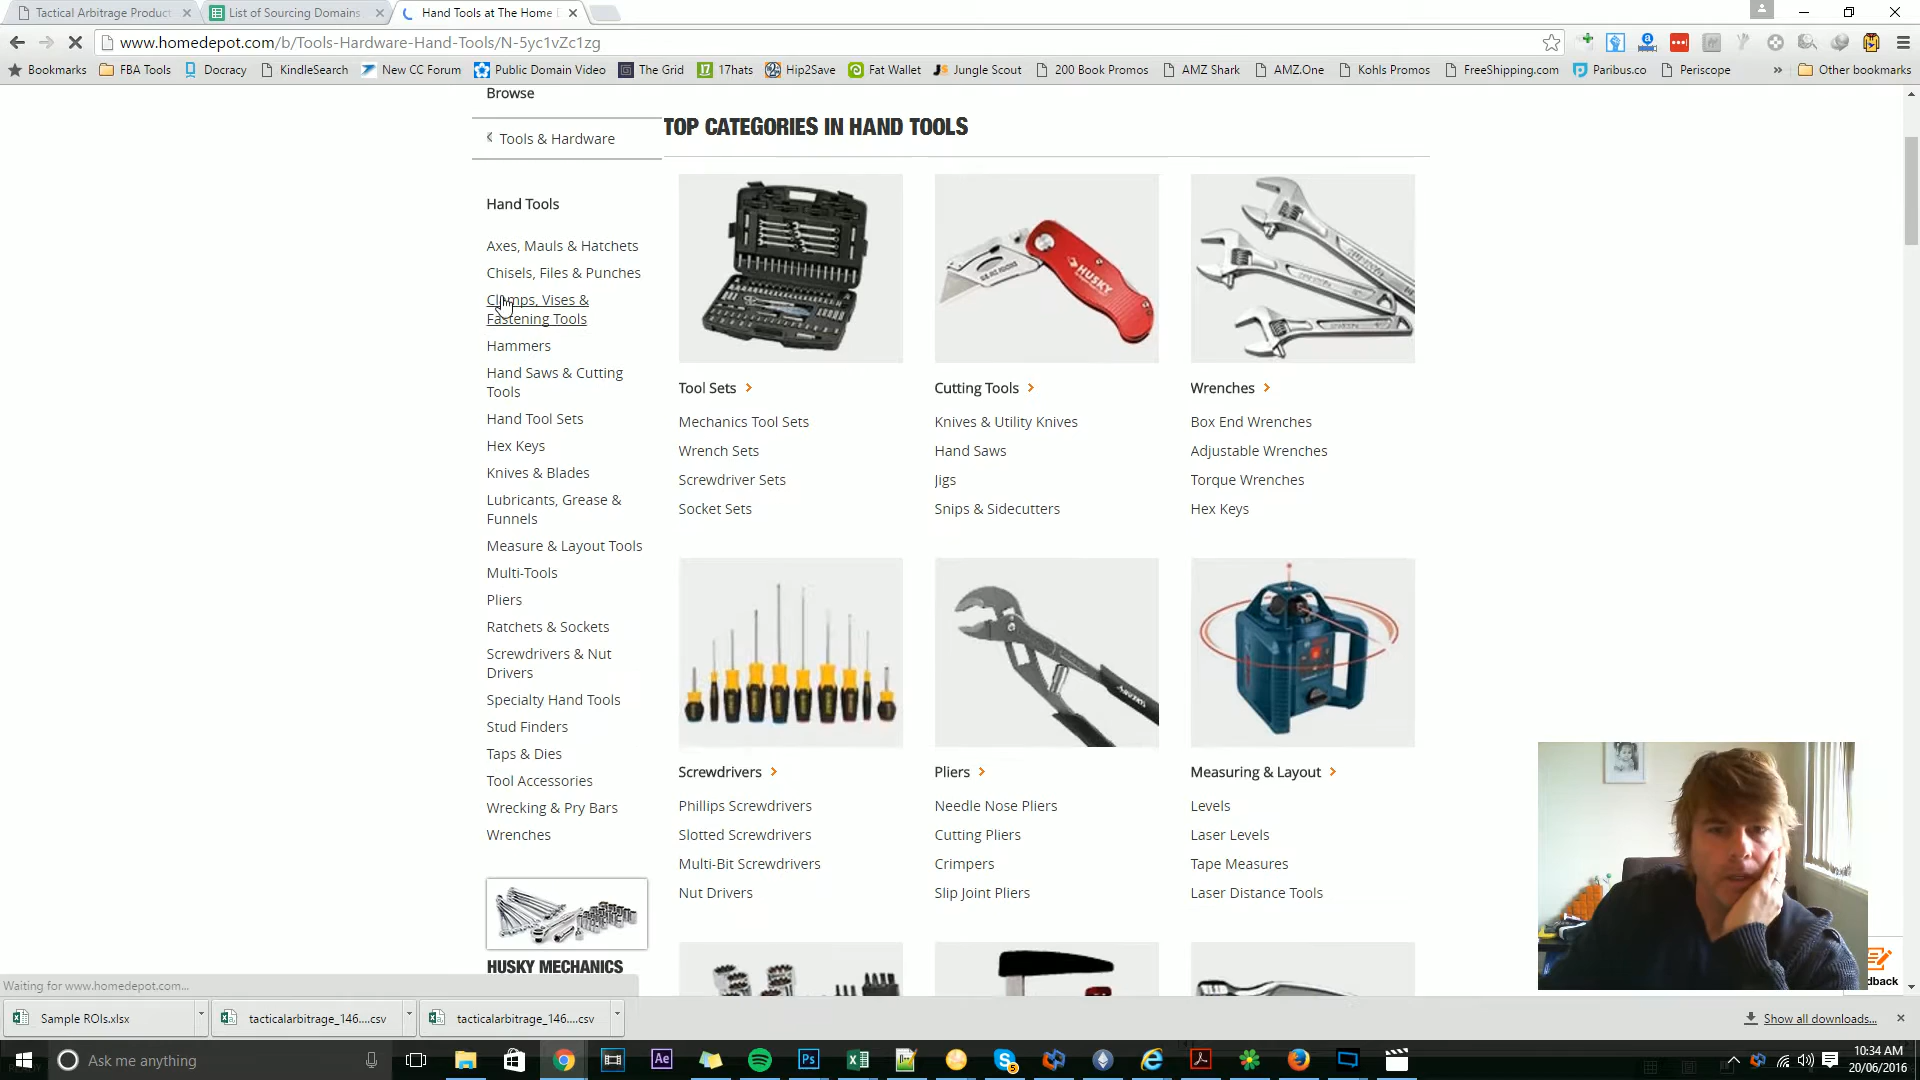 Tactical Arbitrage Product
List of Sourcing Domains
Hand Tools at The Home
www.homedepot.com/b/Tools-Hardware-Hand-Tools/N-5yc1vZc1zg
Bookmarks
FBA Tools
Docracy
KindleSearch
New CC Forum
Public Domain Video
The Grid
17hats
Hip2Save
Fat Wallet
Jungle Scout
200 Book Promos
AMZ Shark
AMZ.One
Kohls Promos
FreeShipping.com
Paribus.co
Periscope
»
Other bookmarks
Browse
Tools & Hardware
Hand Tools
Axes, Mauls & Hatchets
Chisels, Files & Punches
Clamps, Vises &
Fastening Tools
Hammers
Hand Saws & Cutting
Tools
Hand Tool Sets
Hex Keys
Knives & Blades
Lubricants, Grease &
Funnels
Measure & Layout Tools
Multi-Tools
Pliers
Ratchets & Sockets
Screwdrivers & Nut
Drivers
Specialty Hand Tools
Stud Finders
Taps & Dies
Tool Accessories
Wrecking & Pry Bars
Wrenches
HUSKY MECHANICS
TOP CATEGORIES IN HAND TOOLS
HUSKY
Tool Sets
Mechanics Tool Sets
Wrench Sets
Screwdriver Sets
Socket Sets
Cutting Tools
Knives & Utility Knives
Hand Saws
Jigs
Snips & Sidecutters
Wrenches
Box End Wrenches
Adjustable Wrenches
Torque Wrenches
Hex Keys
Screwdrivers
Phillips Screwdrivers
Slotted Screwdrivers
Multi-Bit Screwdrivers
Nut Drivers
Pliers
Needle Nose Pliers
Cutting Pliers
Crimpers
Slip Joint Pliers
Measuring & Layout
Levels
Laser Levels
Tape Measures
Laser Distance Tools
dback
Waiting for www.homedepot.com...
Sample ROIs.xlsx
tacticalarbitrage_146....csv
tacticalarbitrage_146....csv
Show all downloads...
Ask me anything
Ae
Ps
5
10:34 AM
20/06/2016